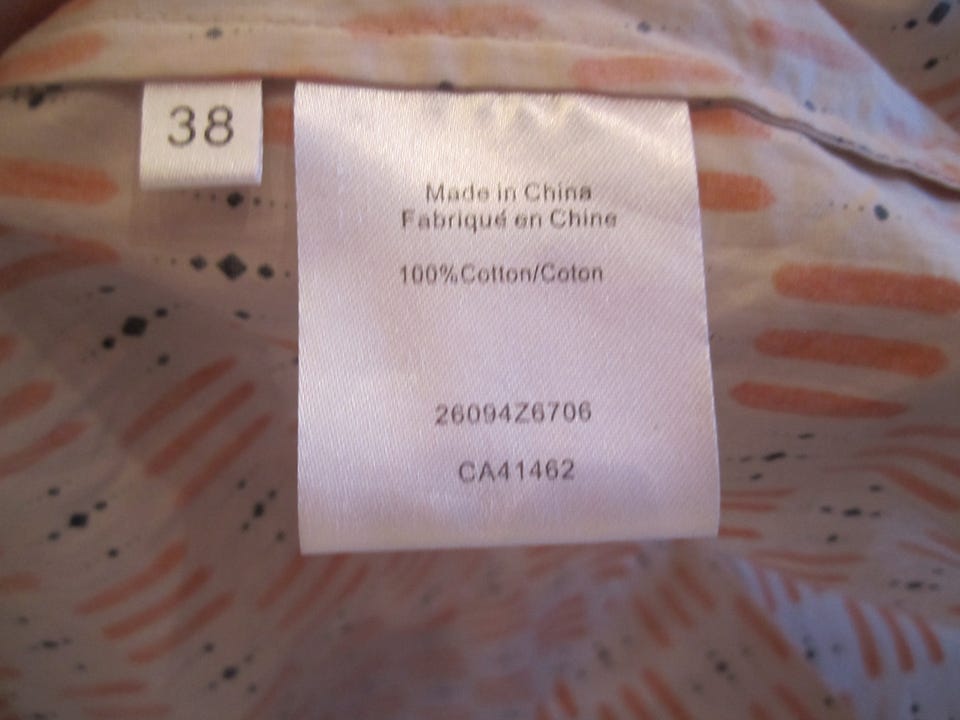 38
Made in China
Fabriqué en Chine
100%Cotton/Coton
26094Z6706
CA41462